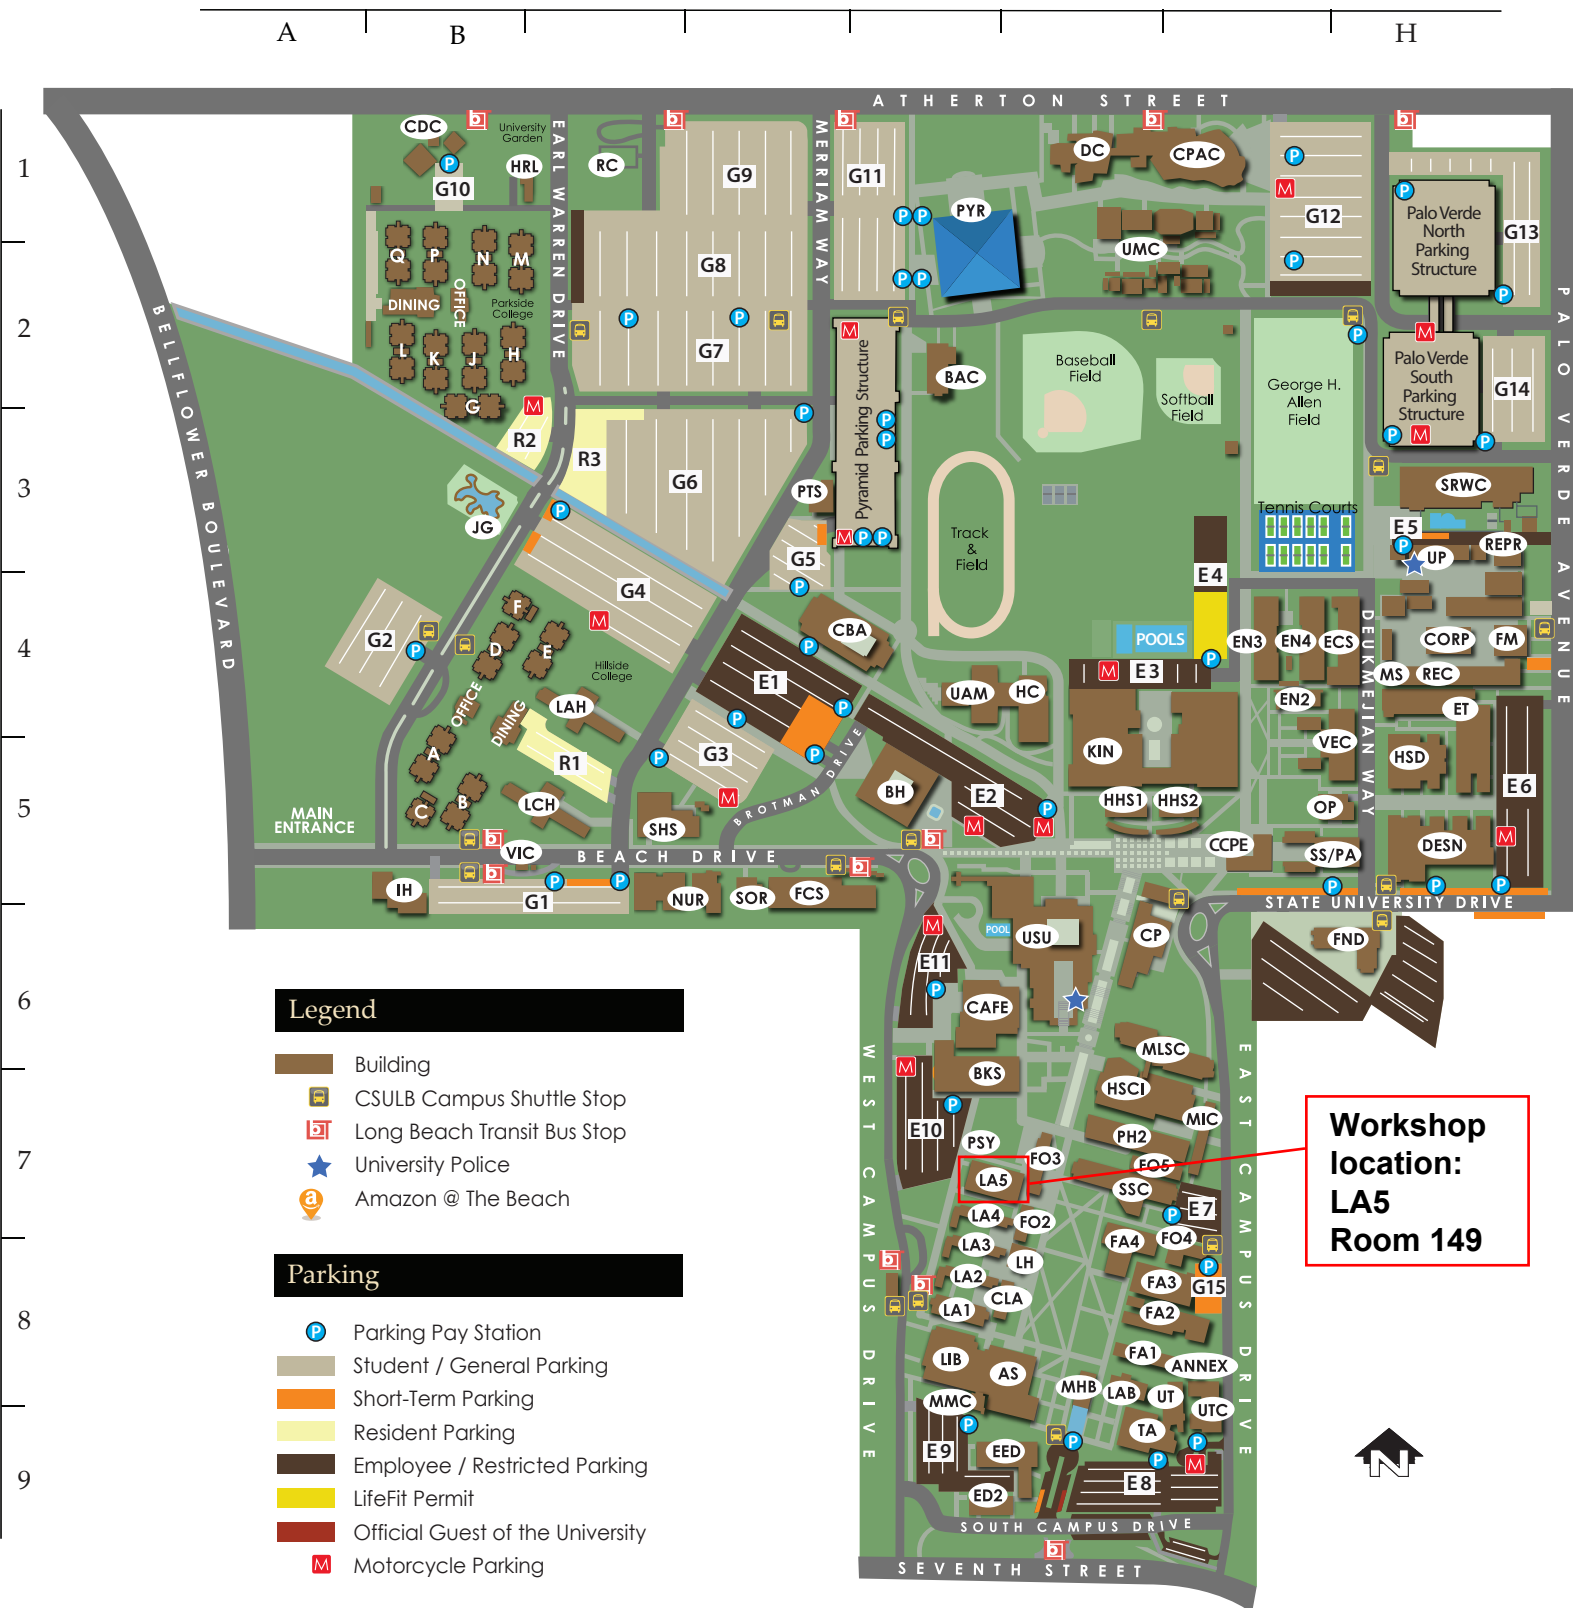 A
B
H
1
2
3
4
5
6
7
8
9
ATHERTON STREET
BELLFLOWER BOULEVARD
EARL WARREN DRIVE
MERRIAM WAY
PALO VERDE AVENUE
CDC
University
Garden
HRL
RC
G10
G9
G11
DC
CPAC
G12
Palo Verde
North
Parking
Structure
G13
PYR
UMC
Q
P
N
M
DINING
OFFICE
Parkside
College
L
K
J
H
G
G8
G7
BAC
Baseball
Field
Softball
Field
George H.
Allen
Field
Palo Verde
South
Parking
Structure
G14
R2
R3
G6
JG
PTS
Pyramid Parking Structure
Track
&
Field
Tennis Courts
SRWC
E5
UP
REPR
G5
G4
G2
F
D
E
Hillside
College
OFFICE
DINING
A
C
B
LAH
R1
LCH
CBA
E1
G3
BROTMAN DRIVE
SHS
BH
E2
UAM
HC
POOLS
E4
E3
KIN
HHS1
HHS2
EN3
EN4
ECS
EN2
VEC
OP
DEUKMEJIAN WAY
MS
CORP
REC
FM
ET
HSD
E6
DESN
SS/PA
CCPE
MAIN
ENTRANCE
VIC
BEACH DRIVE
IH
G1
NUR
SOR
FCS
STATE UNIVERSITY DRIVE
FND
POOL
USU
CP
E11
CAFE
BKS
E10
WEST CAMPUS DRIVE
EAST CAMPUS DRIVE
MLSC
HSCI
MIC
PH2
FO5
SSC
E7
PSY
LA5
FO3
LA4
FO2
LA3
LH
LA2
CLA
LA1
FA4
FO4
FA3
G15
FA2
FA1
ANNEX
LIB
AS
MMC
MHB
LAB
UT
UTC
TA
E9
EED
ED2
E8
SOUTH CAMPUS DRIVE
SEVENTH STREET
Workshop
location:
LA5
Room 149
N
Legend
Building
CSULB Campus Shuttle Stop
Long Beach Transit Bus Stop
University Police
Amazon @ The Beach
Parking
Parking Pay Station
Student / General Parking
Short-Term Parking
Resident Parking
Employee / Restricted Parking
LifeFit Permit
Official Guest of the University
Motorcycle Parking